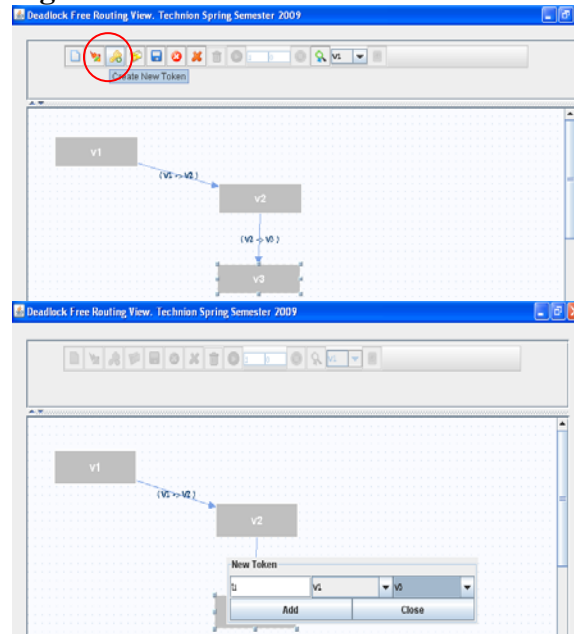 Deadlock Free Routing View. Technion Spring Semester 2009
V1
Create New Token
V1
(V1 -> V2)
V2
(V2 -> V3)
V3
Deadlock Free Routing View. Technion Spring Semester 2009
V1
V1
(V1 -> V2)
V2
New Token
V1 V3
Add Close